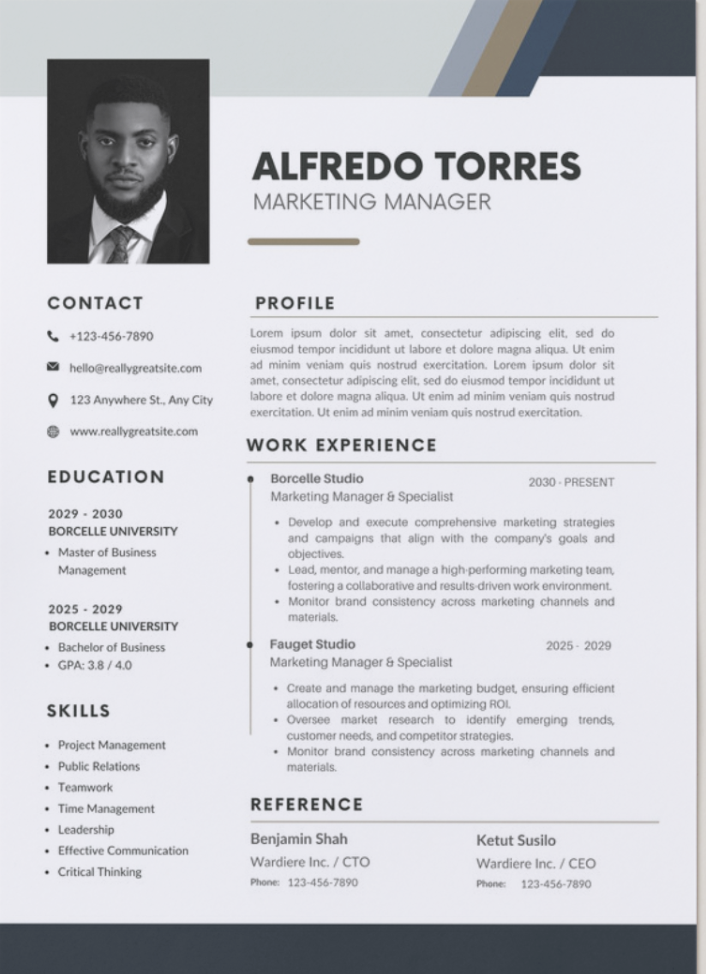 ALFREDO TORRES
MARKETING MANAGER
CONTACT
+123-456-7890
hello@reallygreatsite.com
123 Anywhere St., Any City
www.reallygreatsite.com
EDUCATION
2029 - 2030
BORCELLE UNIVERSITY
• Master of Business
Management
2025 - 2029
BORCELLE UNIVERSITY
• Bachelor of Business
• GPA: 3.8 / 4.0
SKILLS
• Project Management
• Public Relations
• Teamwork
• Time Management
• Leadership
• Effective Communication
• Critical Thinking
PROFILE
Lorem ipsum dolor sit amet, consectetur adipiscing elit, sed do
eiusmod tempor incididunt ut labore et dolore magna aliqua. Ut enim
ad minim veniam quis nostrud exercitation. Lorem ipsum dolor sit
amet, consectetur adipiscing elit, sed do eiusmod tempor incididunt ut
labore et dolore magna aliqua. Ut enim ad minim veniam quis nostrud
exercitation. Ut enim ad minim veniam quis nostrud exercitation.
WORK EXPERIENCE
Borcelle Studio 2030 - PRESENT
Marketing Manager & Specialist
• Develop and execute comprehensive marketing strategies
and campaigns that align with the company's goals and
objectives.
• Lead, mentor, and manage a high-performing marketing team,
fostering a collaborative and results-driven work environment.
• Monitor brand consistency across marketing channels and
materials.
Fauget Studio 2025 - 2029
Marketing Manager & Specialist
• Create and manage the marketing budget, ensuring efficient
allocation of resources and optimizing ROI.
• Oversee market research to identify emerging trends,
customer needs, and competitor strategies.
• Monitor brand consistency across marketing channels and
materials.
REFERENCE
Benjamin Shah
Wardiere Inc. / CTO
Phone: 123-456-7890
Ketut Susilo
Wardiere Inc. / CEO
Phone: 123-456-7890